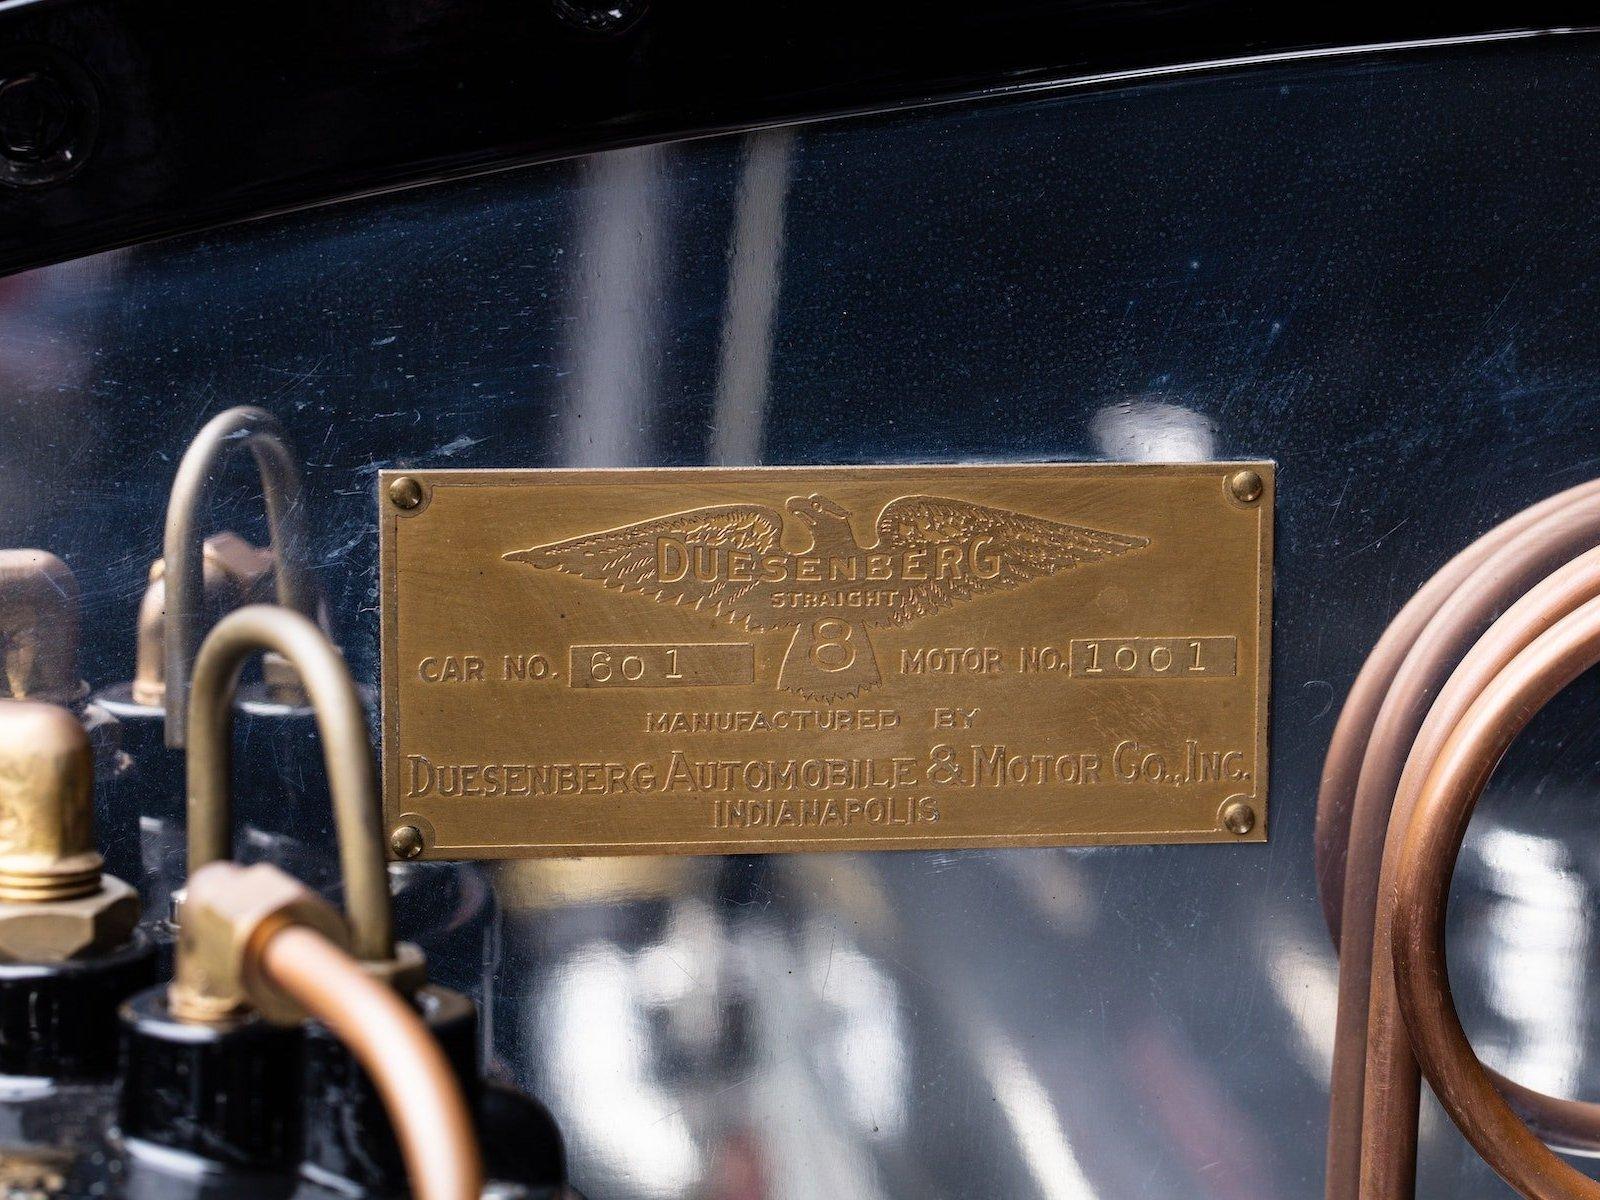 DUESENBERG
STRAIGHT
8
CAR NO. 601 MOTOR NO. 1001
MANUFACTURED BY
DUESENBERG AUTOMOBILE & MOTOR CO., INC.
INDIANAPOLIS